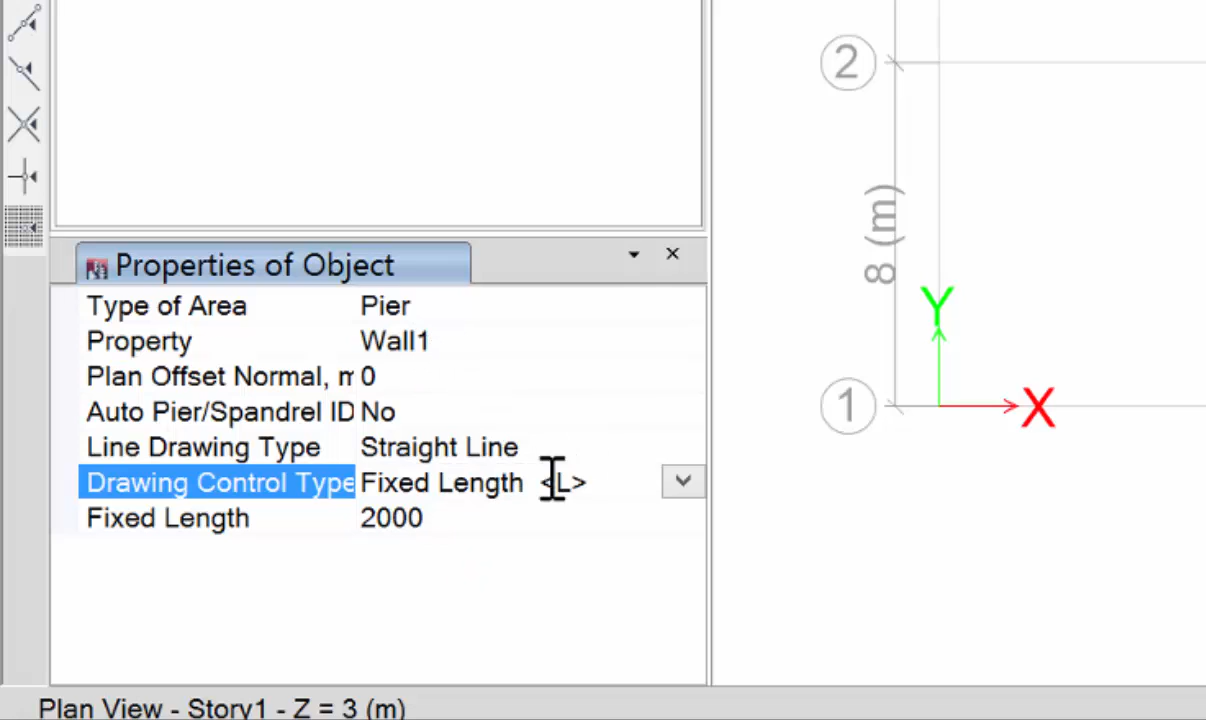 Properties of Object
Type of Area Pier
Property Wall1
Plan Offset Normal, m 0
Auto Pier/Spandrel ID No
Line Drawing Type Straight Line
Drawing Control Type Fixed Length <L>
Fixed Length 2000
Plan View - Story1 - Z = 3 (m)
2
8 (m)
Y
1
X